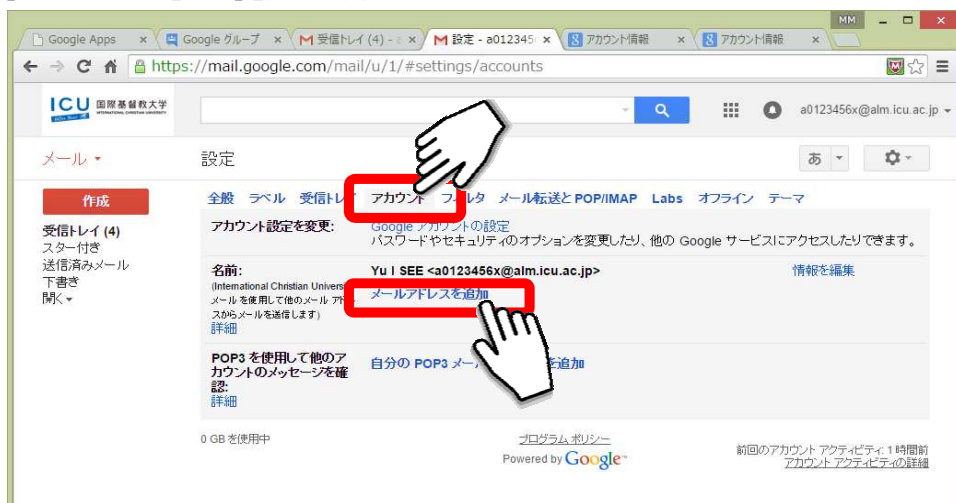 MM
Google Apps
Google グループ
受信トレイ (4) -
設定 - a012345
アカウント情報
アカウント情報
https://mail.google.com/mail/u/1/#settings/accounts
ICU 国際基督教大学
INTERNATIONAL CHRISTIAN UNIVERSITY
a0123456x@alm.icu.ac.jp
メール
設定
あ
作成
全般 ラベル 受信トレイ アカウント フィルタ メール転送と POP/IMAP Labs オフライン テーマ
受信トレイ (4)
スター付き
送信済みメール
下書き
開く
アカウント設定を変更:
Google アカウントの設定
パスワードやセキュリティのオプションを変更したり、他の Google サービスにアクセスしたりできます。
名前:
(International Christian Univers
メール を使用して他のメール アド
スからメールを送信します)
詳細
Yu I SEE <a0123456x@alm.icu.ac.jp>
情報を編集
メールアドレスを追加
POP3 を使用して他のア
カウントのメッセージを確
認:
詳細
自分の POP3 メー を追加
0 GB を使用中
プログラム ポリシー
Powered by Google
前回のアカウント アクティビティ: 1 時間前
アカウント アクティビティの詳細